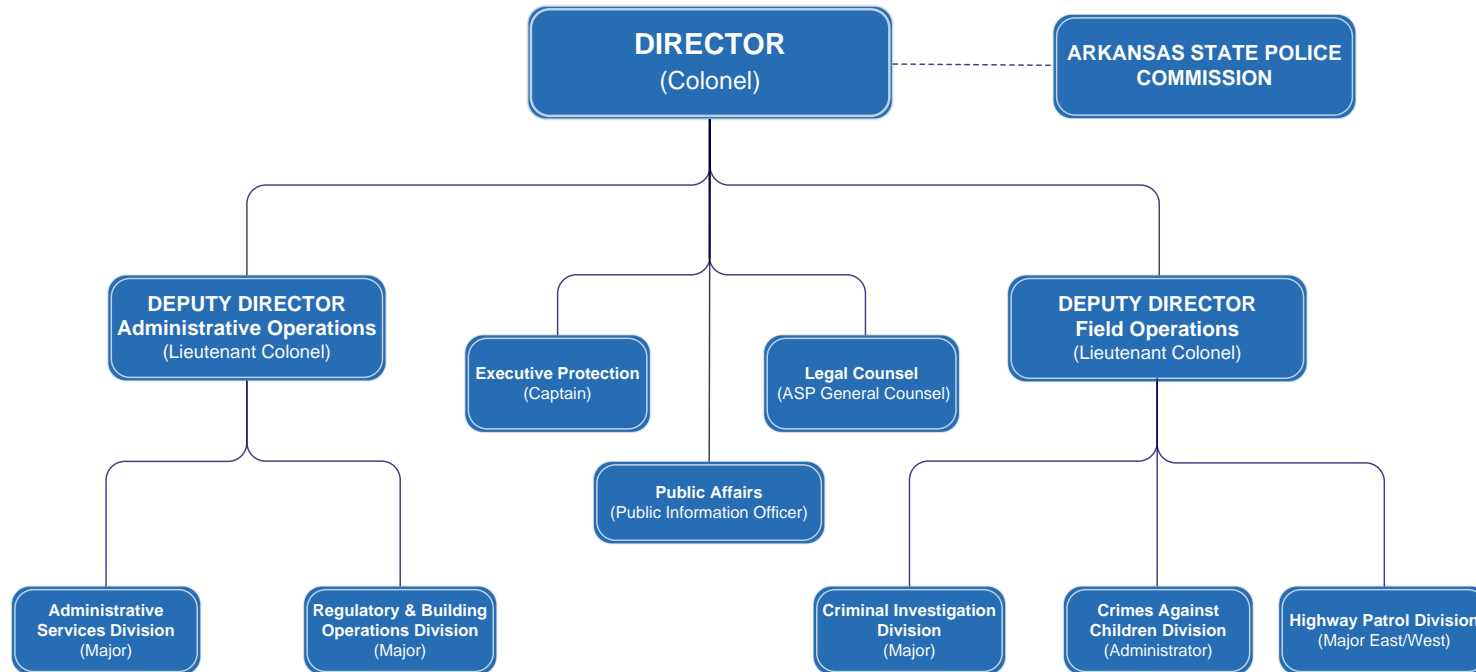 DIRECTOR
(Colonel)
ARKANSAS STATE POLICE
COMMISSION
DEPUTY DIRECTOR
Administrative Operations
(Lieutenant Colonel)
DEPUTY DIRECTOR
Field Operations
(Lieutenant Colonel)
Executive Protection
(Captain)
Legal Counsel
(ASP General Counsel)
Public Affairs
(Public Information Officer)
Administrative
Services Division
(Major)
Regulatory & Building
Operations Division
(Major)
Criminal Investigation
Division
(Major)
Crimes Against
Children Division
(Administrator)
Highway Patrol Division
(Major East/West)